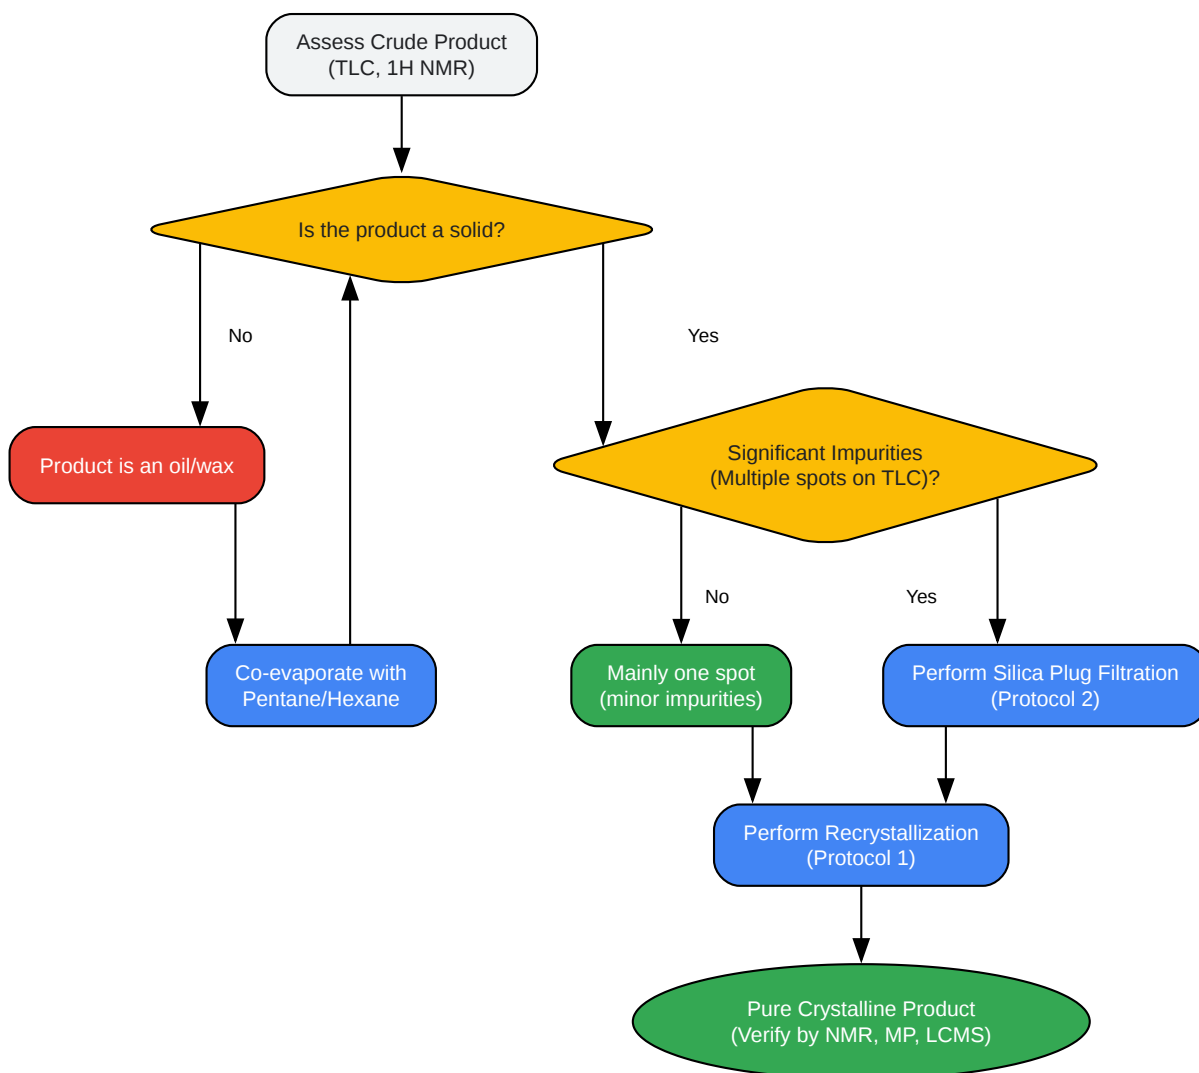 Assess Crude Product
(TLC, 1H NMR)
Is the product a solid?
No
Yes
Product is an oil/wax
Significant Impurities
(Multiple spots on TLC)?
No
Yes
Co-evaporate with
Pentane/Hexane
Mainly one spot
(minor impurities)
Perform Silica Plug Filtration
(Protocol 2)
Perform Recrystallization
(Protocol 1)
Pure Crystalline Product
(Verify by NMR, MP, LCMS)